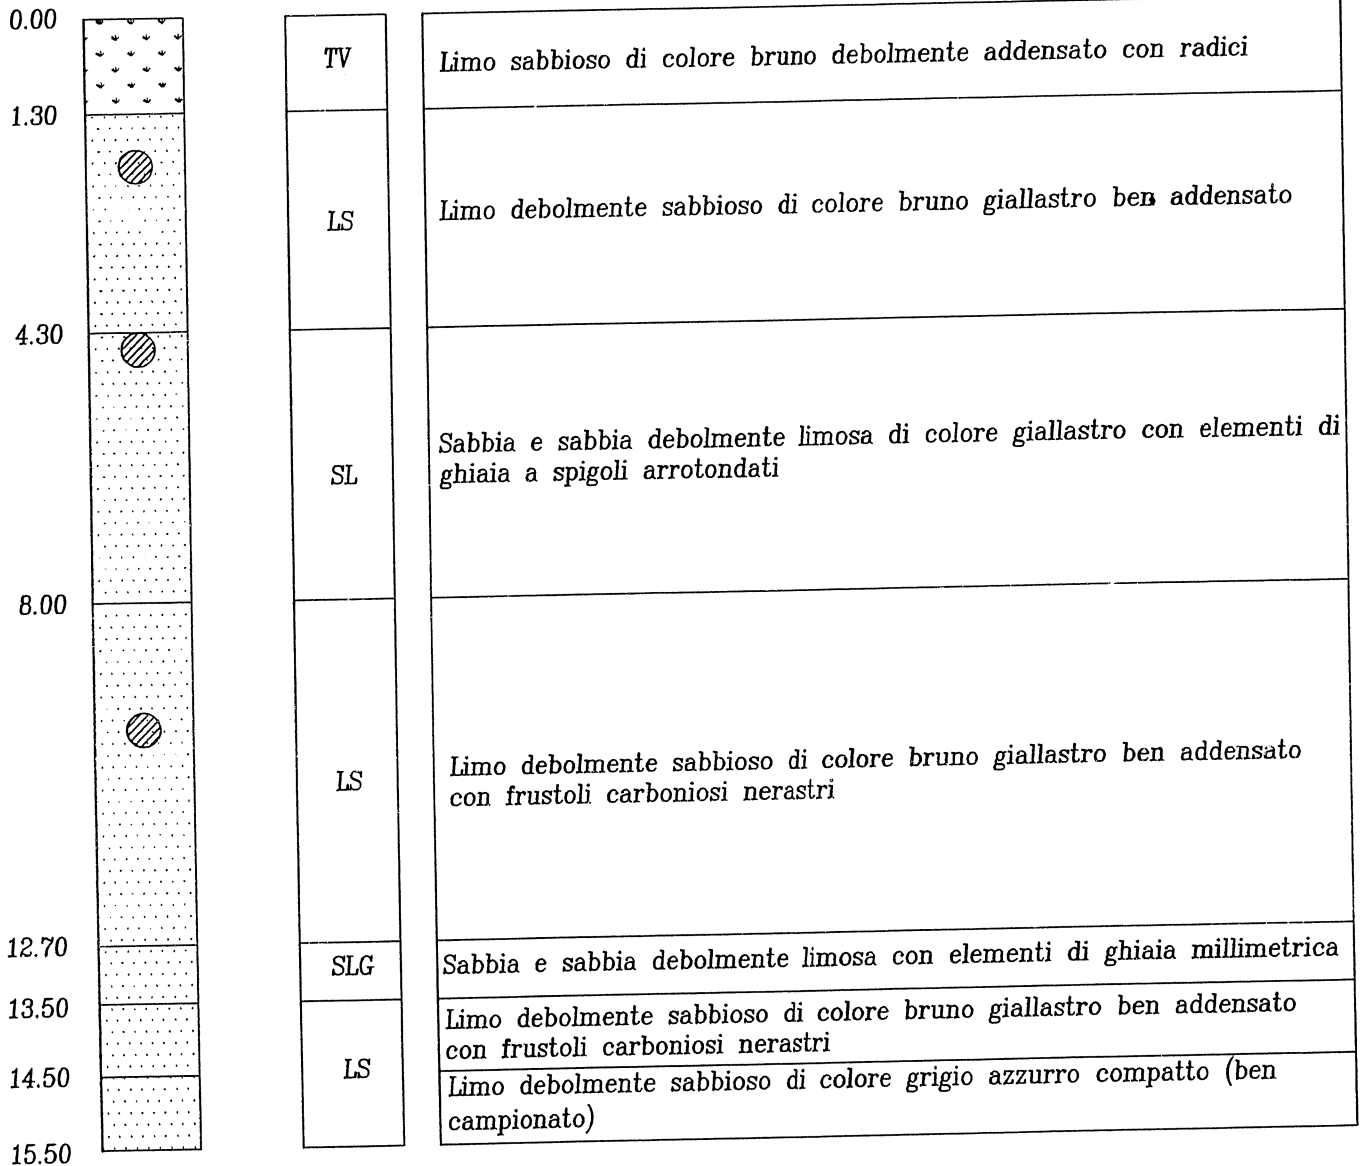 0.00
TV
Limo sabbioso di colore bruno debolmente addensato con radici
1.30
LS
Limo debolmente sabbioso di colore bruno giallastro ben addensato
4.30
SL
Sabbia e sabbia debolmente limosa di colore giallastro con elementi di
ghiaia a spigoli arrotondati
8.00
LS
Limo debolmente sabbioso di colore bruno giallastro ben addensato
con frustoli carboniosi nerastri
12.70
SLG
Sabbia e sabbia debolmente limosa con elementi di ghiaia millimetrica
13.50
LS
Limo debolmente sabbioso di colore bruno giallastro ben addensato
con frustoli carboniosi nerastri
14.50
Limo debolmente sabbioso di colore grigio azzurro compatto (ben
campionato)
15.50